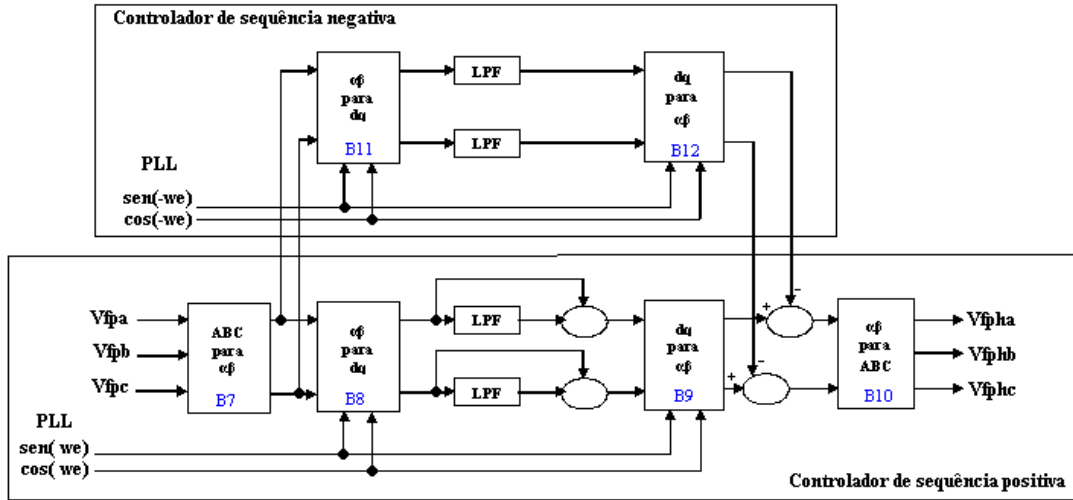 Controlador de sequência negativa
αβ
para
dq
B11
LPF
LPF
dq
para
αβ
B12
PLL
sen(-we)
cos(-we)
Vfpa
Vfpb
Vfpc
ABC
para
αβ
B7
αβ
para
dq
B8
LPF
LPF
dq
para
αβ
B9
+
−
+
−
αβ
para
ABC
B10
Vfpha
Vfphb
Vfphc
PLL
sen( we)
cos( we)
Controlador de sequência positiva